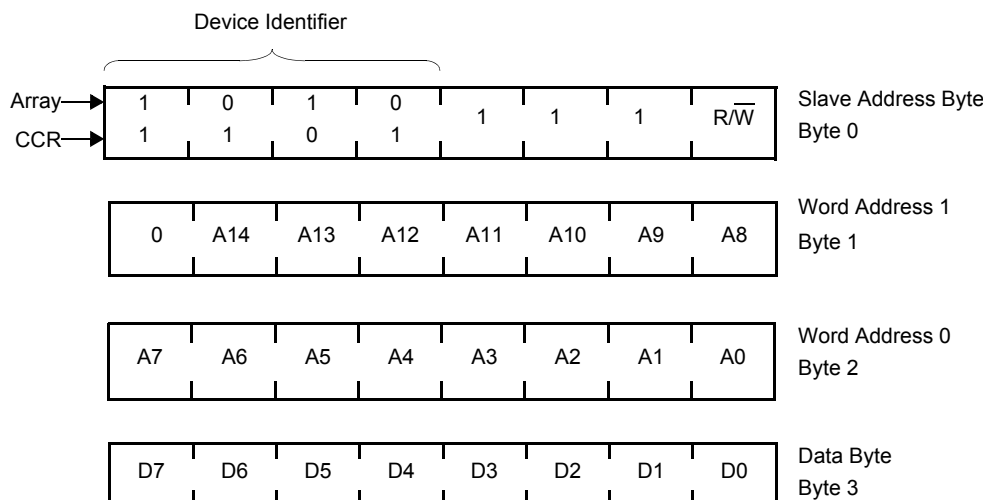 Device Identifier
Array 1 0 1 0 1 1 1 R/W̅ Slave Address Byte
CCR 1 1 0 1 Byte 0
Word Address 1
0 A14 A13 A12 A11 A10 A9 A8 Byte 1
Word Address 0
A7 A6 A5 A4 A3 A2 A1 A0 Byte 2
D7 D6 D5 D4 D3 D2 D1 D0 Data Byte
Byte 3